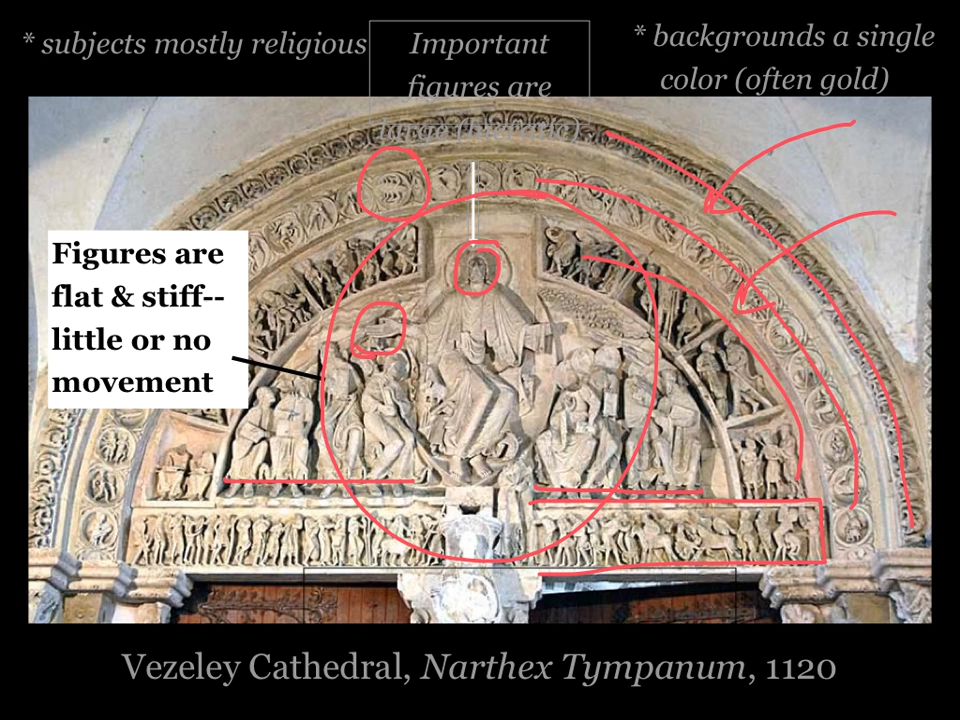 * subjects mostly religious
Important
figures are
* backgrounds a single
color (often gold)
Figures are
flat & stiff--
little or no
movement
Vezeley Cathedral, Narthex Tympanum, 1120